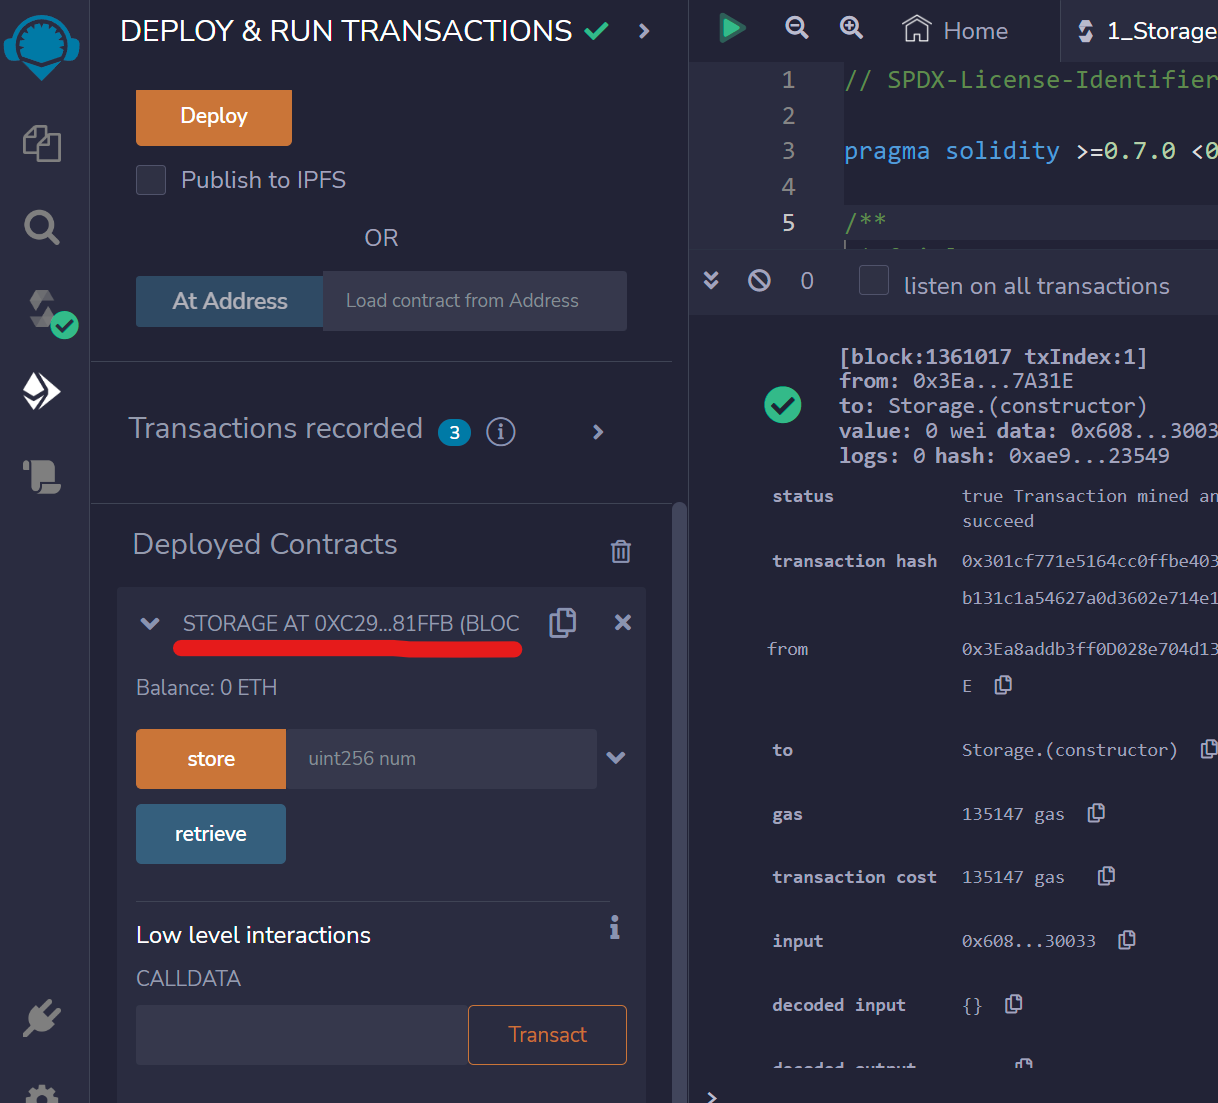 DEPLOY & RUN TRANSACTIONS
Deploy
Publish to IPFS
OR
At Address Load contract from Address
Transactions recorded 3
Deployed Contracts
STORAGE AT 0XC29...81FFB (BLOC
Balance: 0 ETH
store uint256 num
retrieve
Low level interactions
CALLDATA
Transact
Home 1_Storage
1 // SPDX-License-Identifier
2
3 pragma solidity >=0.7.0 <0
4
5 /**
0 listen on all transactions
[block:1361017 txIndex:1]
from: 0x3Ea...7A31E
to: Storage.(constructor)
value: 0 wei data: 0x608...30033
logs: 0 hash: 0xae9...23549
status true Transaction mined an
succeed
transaction hash 0x301cf771e5164cc0ffbe403
b131c1a54627a0d3602e714e1
from 0x3Ea8addb3ff0D028e704d13
E
to Storage.(constructor)
gas 135147 gas
transaction cost 135147 gas
input 0x608...30033
decoded input {}
decoded output